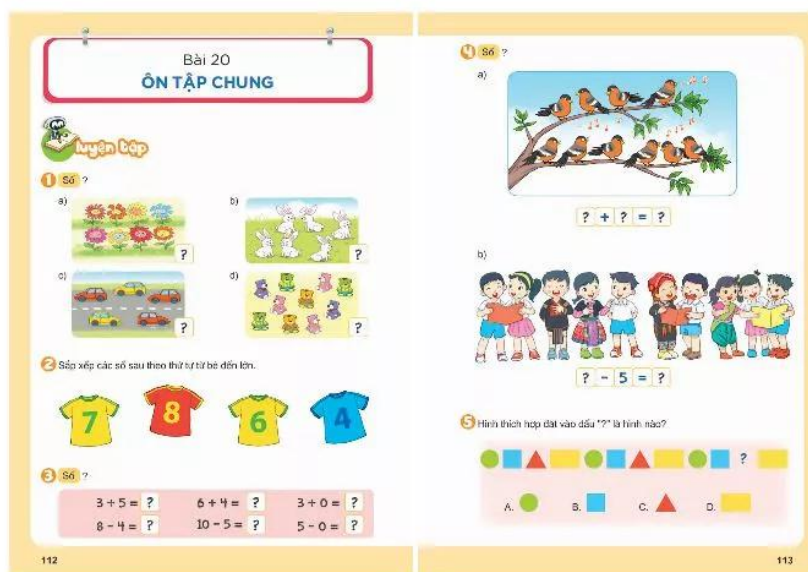 Bài 20
ÔN TẬP CHUNG
Luyện tập
1 Số ?
a)
b)
?
?
c)
d)
?
?
2 Sắp xếp các số sau theo thứ tự từ bé đến lớn.
7 8 6 4
3 Số ?
3 + 5 = ? 6 + 4 = ? 3 + 0 = ?
8 - 4 = ? 10 - 5 = ? 5 - 0 = ?
112
4 Số ?
a)
? + ? = ?
b)
? - 5 = ?
5 Hình thích hợp đặt vào dấu "?" là hình nào?
?
A. B. C. D.
113